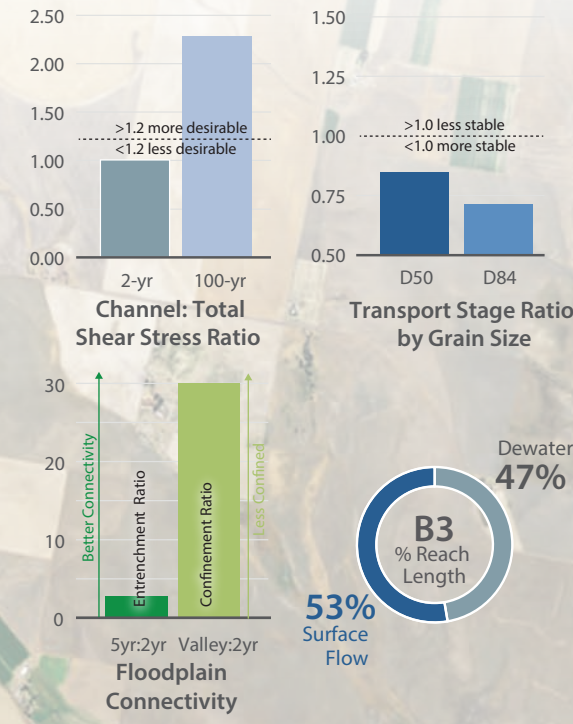 2.50
2.00
1.50
1.00
0.50
0.00
>1.2 more desirable
<1.2 less desirable
2-yr 100-yr
Channel: Total
Shear Stress Ratio
1.50
1.25
1.00
0.75
0.50
>1.0 less stable
<1.0 more stable
D50 D84
Transport Stage Ratio
by Grain Size
30
20
10
0
Better Connectivity
Entrenchment Ratio
Confinement Ratio
Less Confined
5yr:2yr Valley:2yr
Floodplain
Connectivity
Dewater
47%
B3
% Reach
Length
53%
Surface
Flow